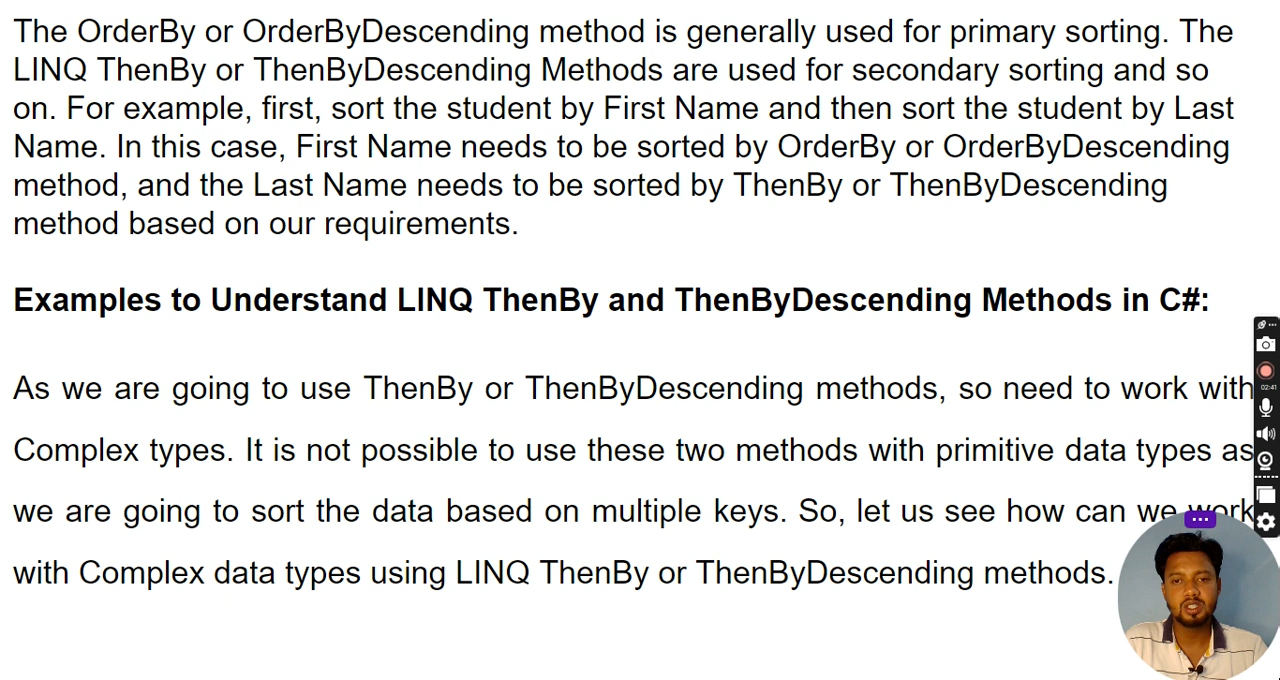 The OrderBy or OrderByDescending method is generally used for primary sorting. The
LINQ ThenBy or ThenByDescending Methods are used for secondary sorting and so
on. For example, first, sort the student by First Name and then sort the student by Last
Name. In this case, First Name needs to be sorted by OrderBy or OrderByDescending
method, and the Last Name needs to be sorted by ThenBy or ThenByDescending
method based on our requirements.
Examples to Understand LINQ ThenBy and ThenByDescending Methods in C#:
As we are going to use ThenBy or ThenByDescending methods, so need to work with
Complex types. It is not possible to use these two methods with primitive data types as
we are going to sort the data based on multiple keys. So, let us see how can we work
with Complex data types using LINQ ThenBy or ThenByDescending methods.
02:41